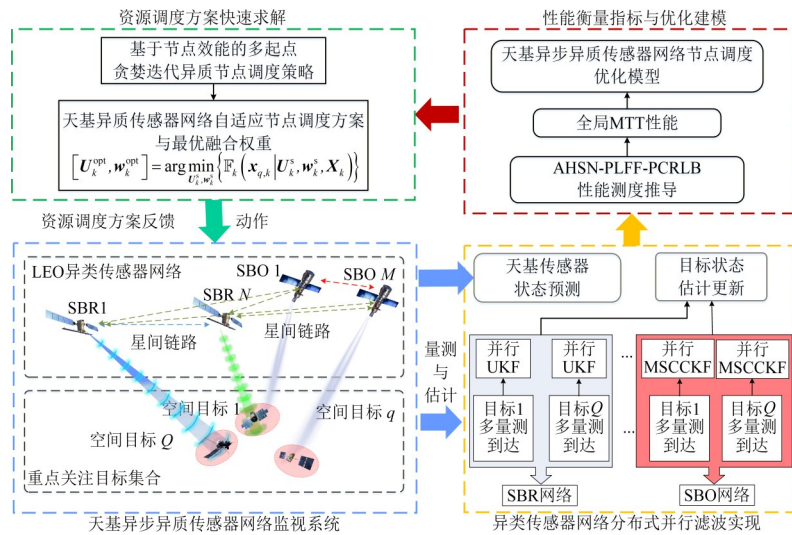 资源调度方案快速求解
基于节点效能的多起点
贪婪迭代异质节点调度策略
天基异质传感器网络自适应节点调度方案
与最优融合权重
[U_k^opt, w_k^opt] = arg min_{U_k^s, w_k^s} {𝔽_k (x_{q,k} | U_k^s, w_k^s, X_k)}
性能衡量指标与优化建模
天基异步异质传感器网络节点调度
优化模型
全局MTT性能
AHSN-PLFF-PCRLB
性能测度推导
资源调度方案反馈
动作
LEO异类传感器网络
SBR1
SBR N
SBO 1
SBO M
星间链路
星间链路
空间目标 1
空间目标 q
空间目标 Q
重点关注目标集合
天基异步异质传感器网络监视系统
量测
与
估计
天基传感器
状态预测
目标状态
估计更新
并行
UKF
并行
UKF
...
并行
MSCCKF
并行
MSCCKF
目标1
多量测
到达
目标Q
多量测
到达
...
目标1
多量测
到达
目标Q
多量测
到达
SBR网络
SBO网络
异类传感器网络分布式并行滤波实现